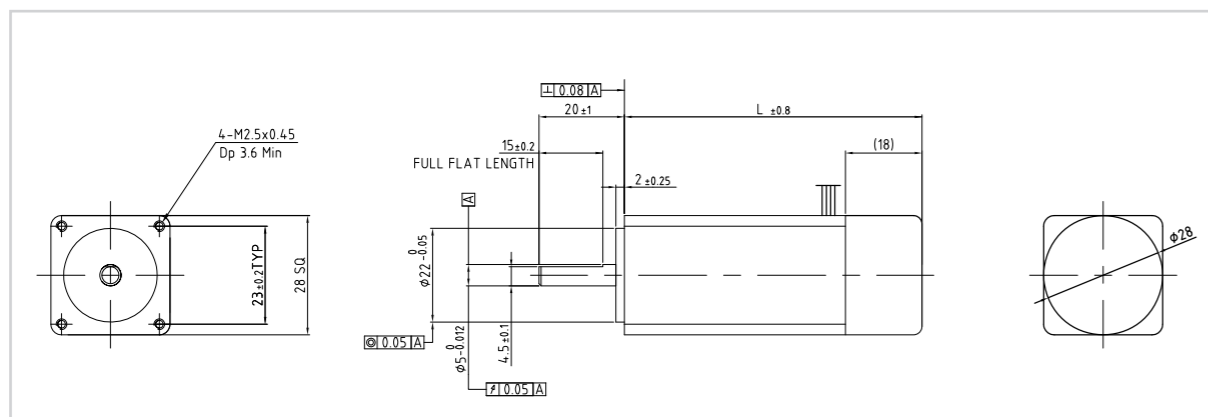 ⊥ 0.08 A
20±1
L ±0.8
4-M2.5x0.45
Dp 3.6 Min
15±0.2
FULL FLAT LENGTH
(18)
2 ±0.25
A
23±0.2TYP
28 SQ
Φ22 0 -0.05
Φ28
◎ 0.05 A
Φ5 0 -0.012
4.5±0.1
↗ 0.05 A